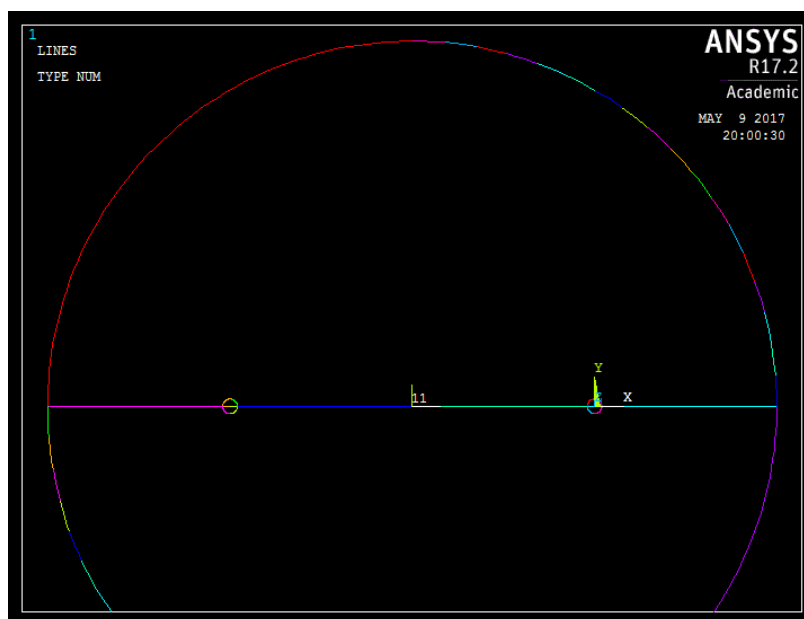 1
LINES
TYPE NUM
ANSYS
R17.2
Academic
MAY 9 2017
20:00:30
Y
11
X